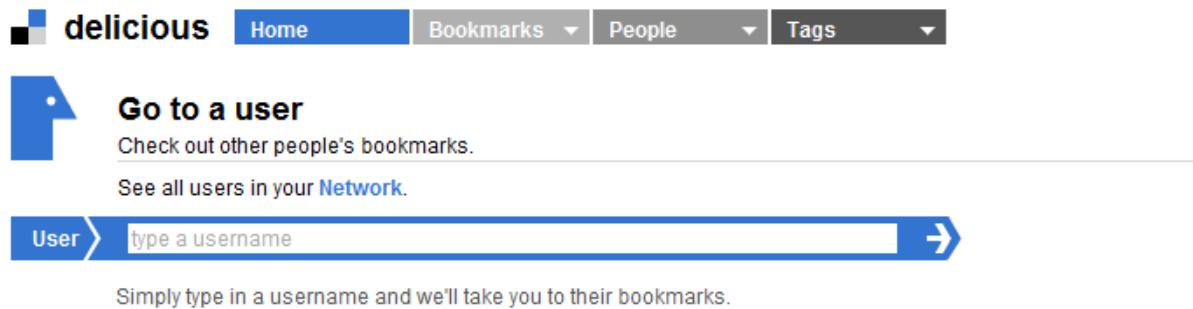 delicious Home Bookmarks People Tags
Go to a user
Check out other people's bookmarks.
See all users in your Network.
User type a username
Simply type in a username and we'll take you to their bookmarks.